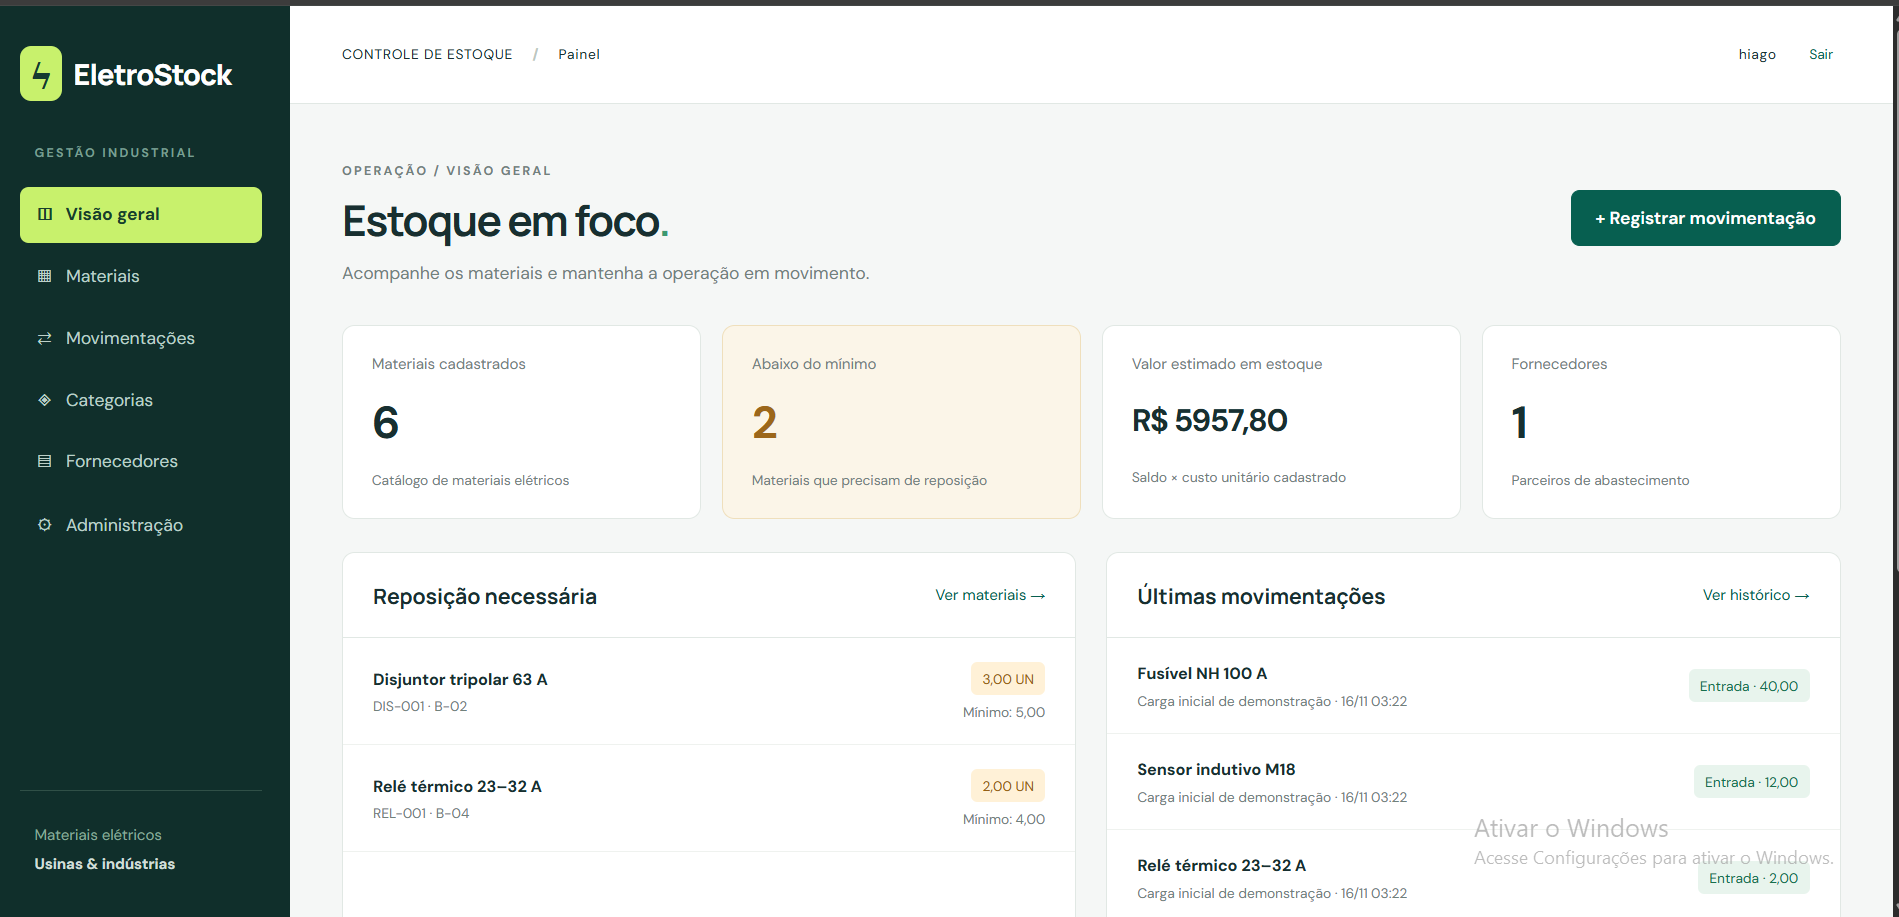 EletroStock
GESTÃO INDUSTRIAL
Visão geral
Materiais
Movimentações
Categorias
Fornecedores
Administração
Materiais elétricos
Usinas & indústrias
CONTROLE DE ESTOQUE / Painel
hiago Sair
OPERAÇÃO / VISÃO GERAL
Estoque em foco.
Acompanhe os materiais e mantenha a operação em movimento.
+ Registrar movimentação
Materiais cadastrados
6
Catálogo de materiais elétricos
Abaixo do mínimo
2
Materiais que precisam de reposição
Valor estimado em estoque
R$ 5957,80
Saldo × custo unitário cadastrado
Fornecedores
1
Parceiros de abastecimento
Reposição necessária
Ver materiais →
Disjuntor tripolar 63 A
DIS-001 · B-02
3,00 UN
Mínimo: 5,00
Relé térmico 23–32 A
REL-001 · B-04
2,00 UN
Mínimo: 4,00
Últimas movimentações
Ver histórico →
Fusível NH 100 A
Carga inicial de demonstração · 16/11 03:22
Entrada · 40,00
Sensor indutivo M18
Carga inicial de demonstração · 16/11 03:22
Entrada · 12,00
Relé térmico 23–32 A
Carga inicial de demonstração · 16/11 03:22
Entrada · 2,00
Ativar o Windows
Acesse Configurações para ativar o Windows.